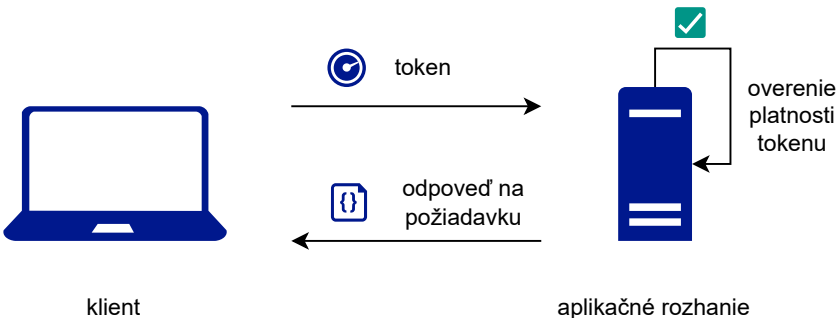 token
overenie
platnosti
tokenu
odpoveď na
požiadavku
klient
aplikačné rozhanie